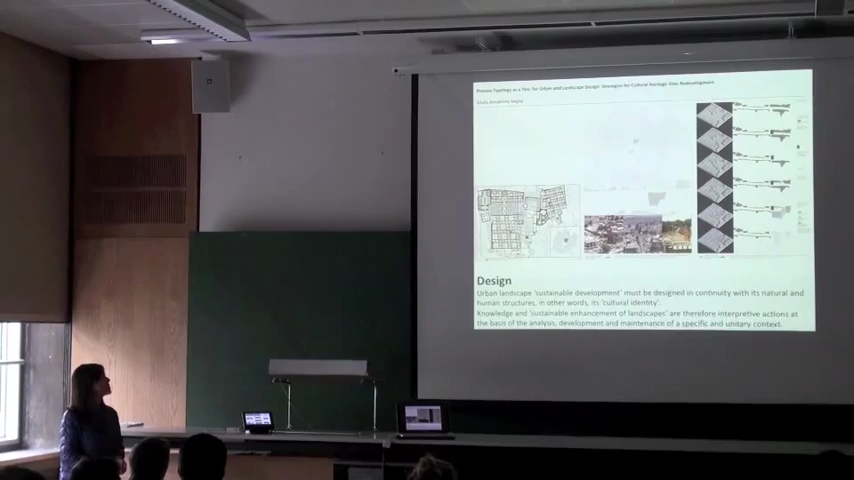 Process Typology as a Tool for Urban and Landscape Design: Strategies for Cultural Heritage Sites Redevelopment
Giulia Annalinda Neglia
Design
Urban landscape 'sustainable development' must be designed in continuity with its natural and
human structures, in other words, its 'cultural identity'.
Knowledge and 'sustainable enhancement of landscapes' are therefore interpretive actions at
the basis of the analysis, development and maintenance of a specific and unitary context.